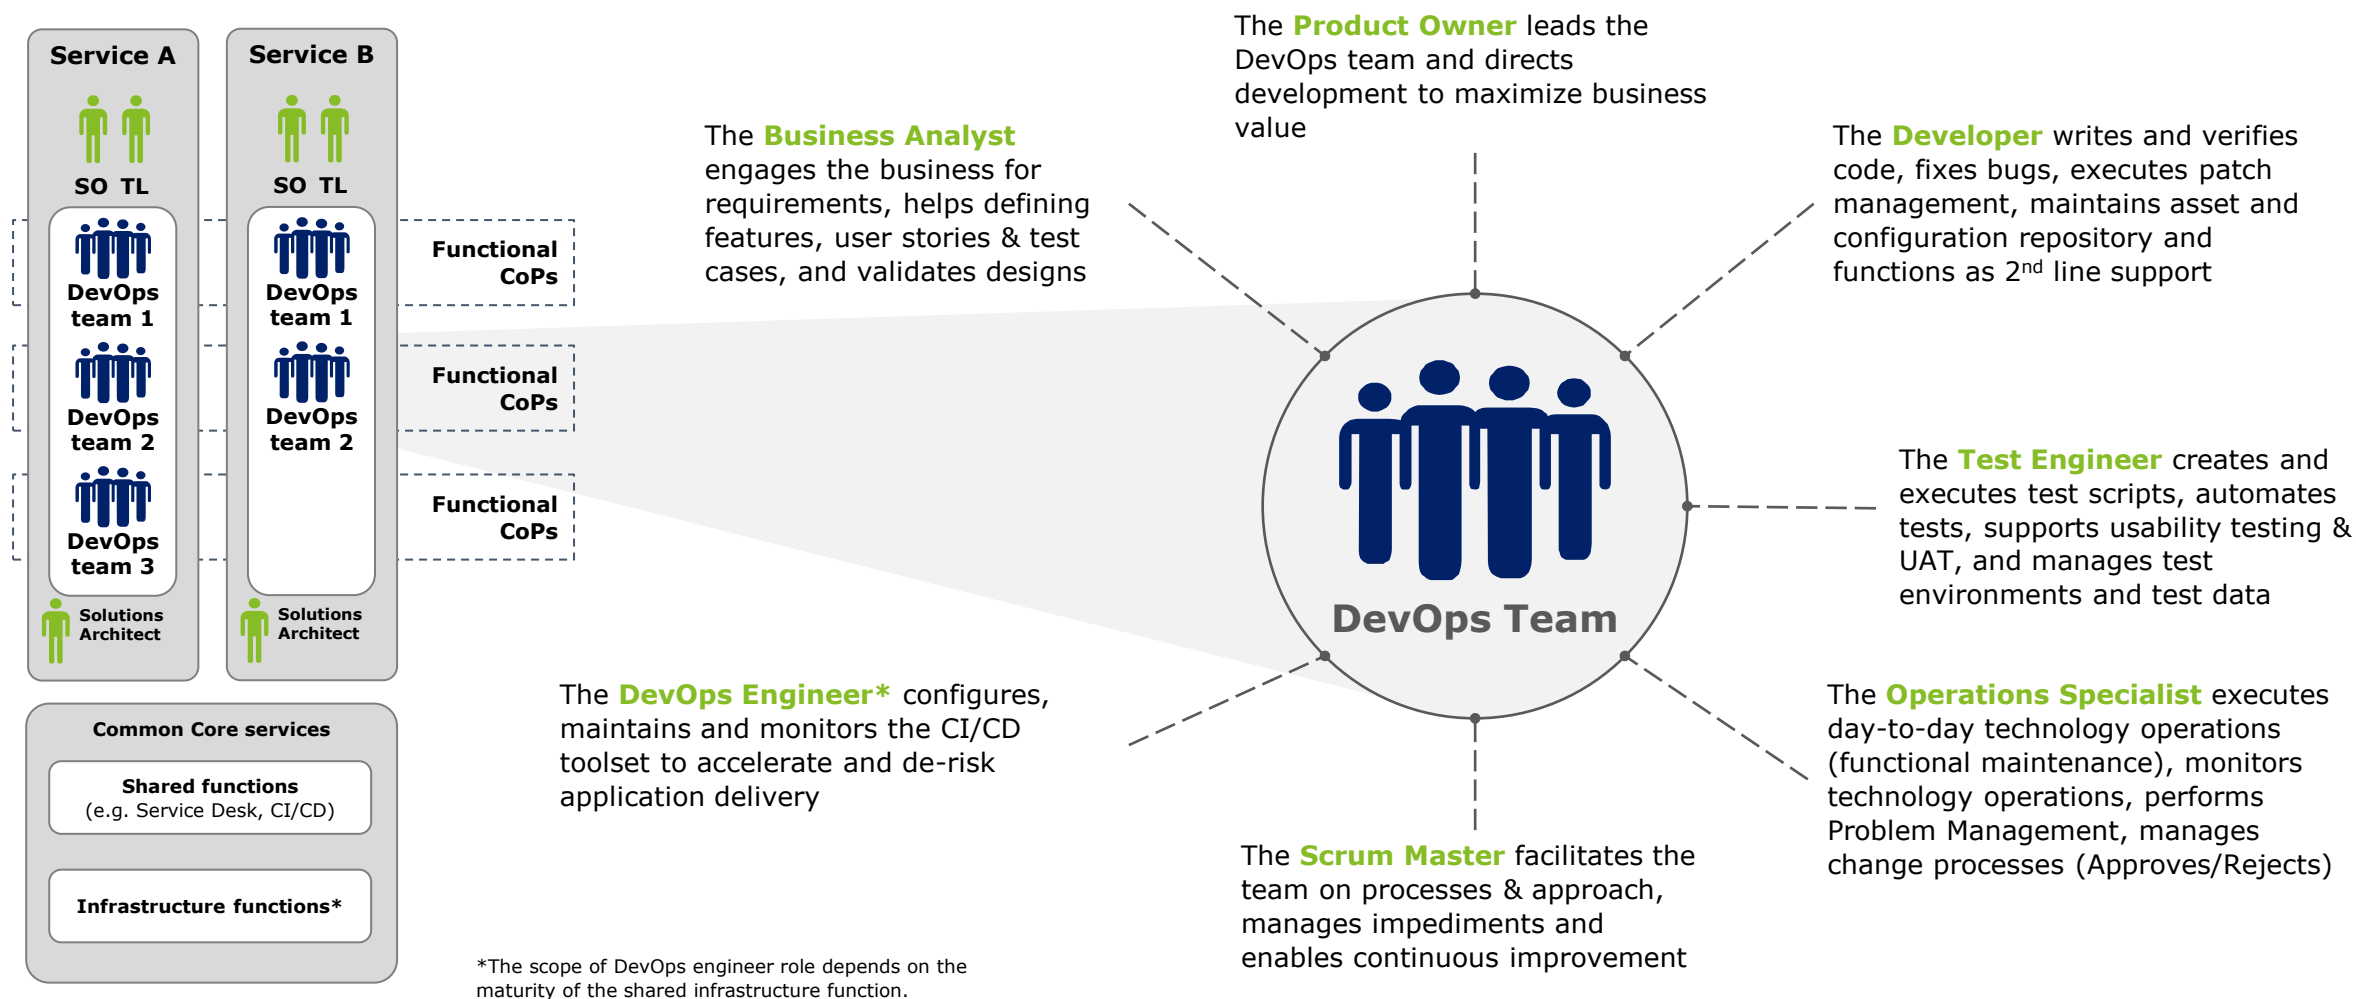 Service A
SO TL
DevOps
team 1
DevOps
team 2
DevOps
team 3
Solutions
Architect
Service B
SO TL
DevOps
team 1
DevOps
team 2
Solutions
Architect
Functional
CoPs
Functional
CoPs
Functional
CoPs
Common Core services
Shared functions
(e.g. Service Desk, CI/CD)
Infrastructure functions*
The Product Owner leads the
DevOps team and directs
development to maximize business
value
The Business Analyst
engages the business for
requirements, helps defining
features, user stories & test
cases, and validates designs
The Developer writes and verifies
code, fixes bugs, executes patch
management, maintains asset and
configuration repository and
functions as 2nd line support
DevOps Team
The Test Engineer creates and
executes test scripts, automates
tests, supports usability testing &
UAT, and manages test
environments and test data
The DevOps Engineer* configures,
maintains and monitors the CI/CD
toolset to accelerate and de-risk
application delivery
The Operations Specialist executes
day-to-day technology operations
(functional maintenance), monitors
technology operations, performs
Problem Management, manages
change processes (Approves/Rejects)
The Scrum Master facilitates the
team on processes & approach,
manages impediments and
enables continuous improvement
*The scope of DevOps engineer role depends on the
maturity of the shared infrastructure function.